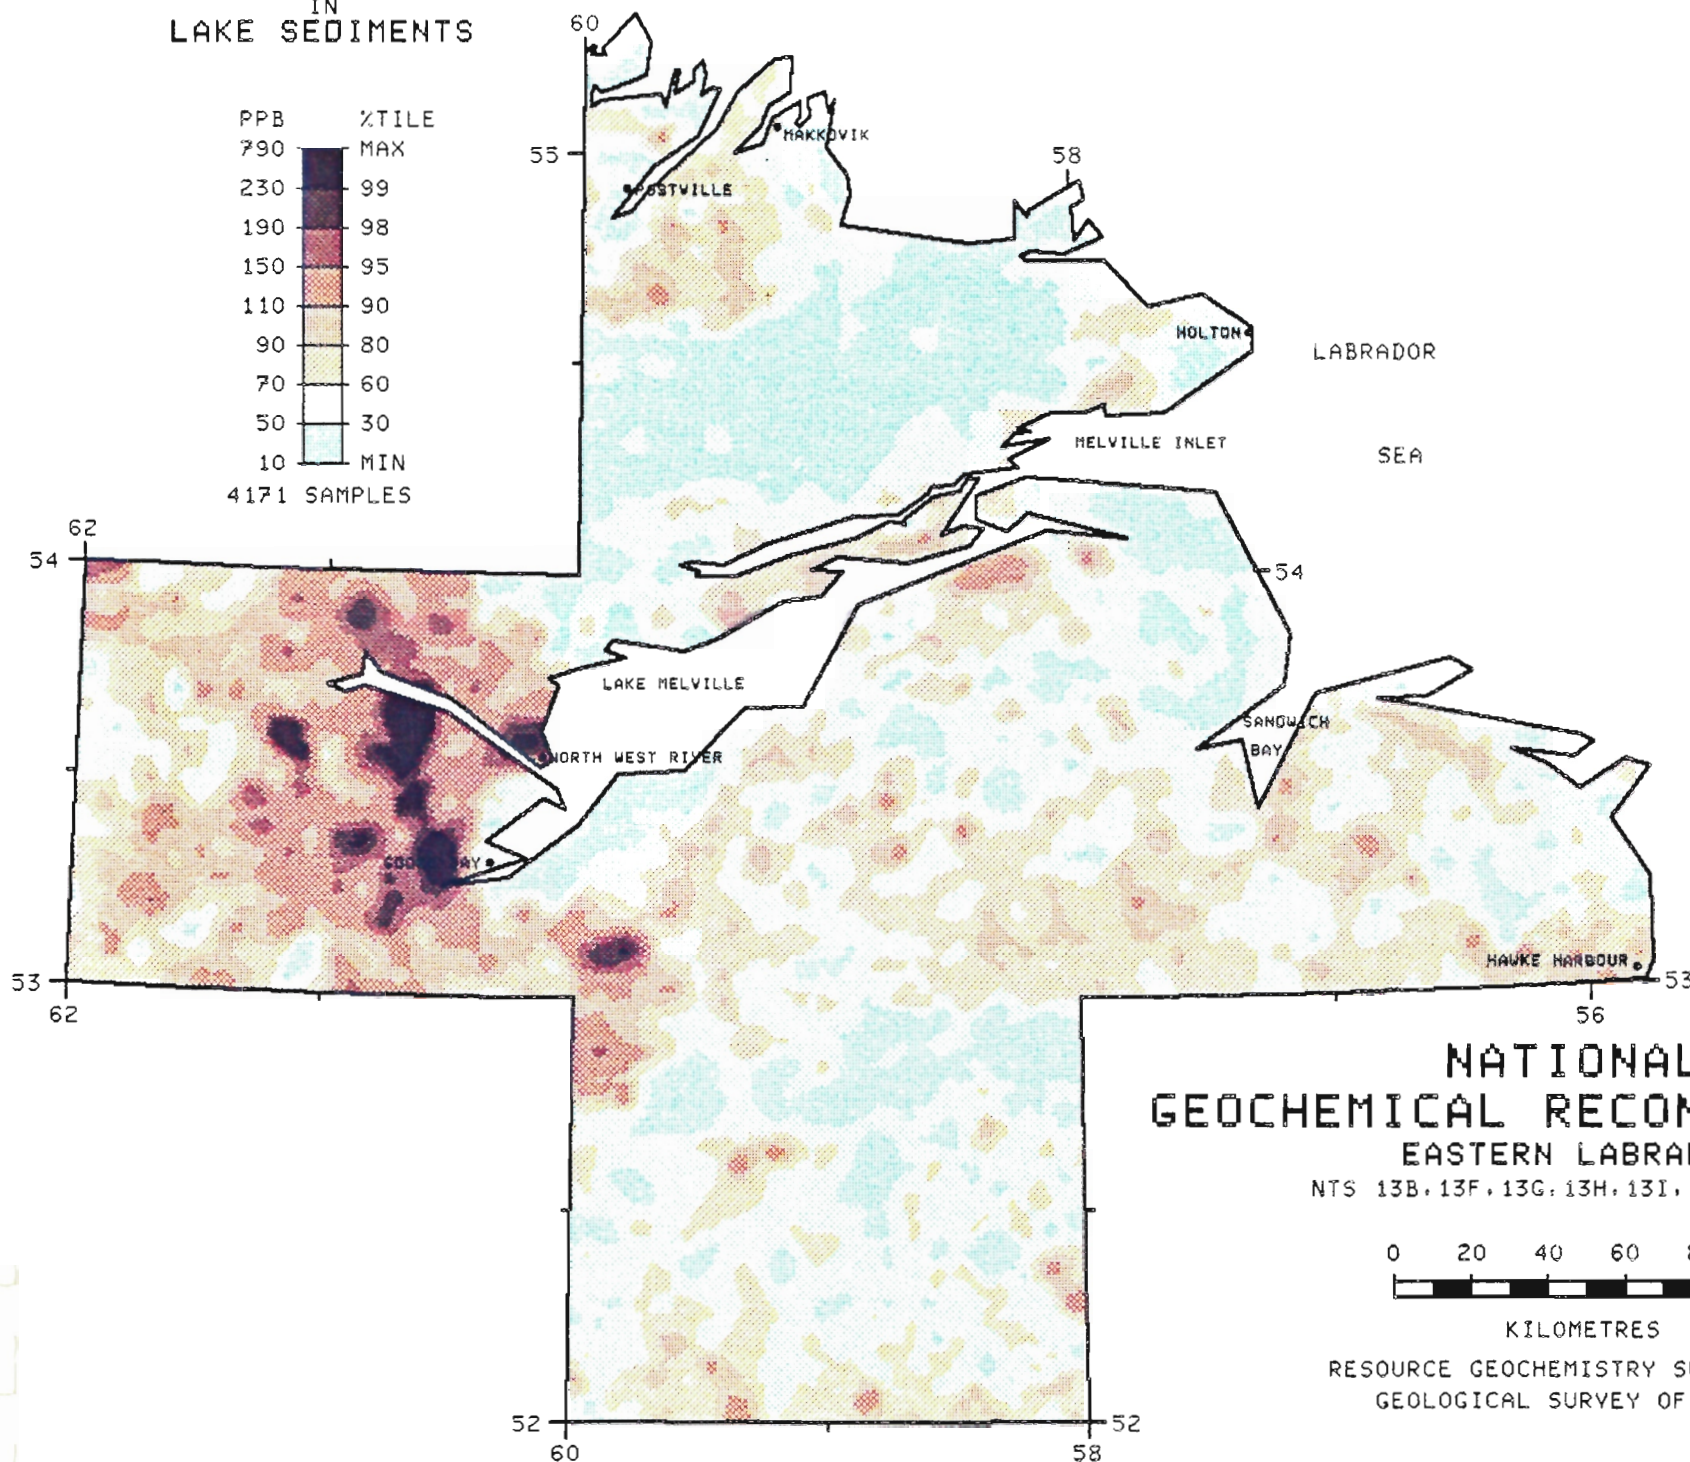 IN
LAKE SEDIMENTS
PPB %TILE
790 MAX
230 99
190 98
150 95
110 90
90 80
70 60
50 30
10 MIN
4171 SAMPLES
60
55
58
MAKKOVIK
POSTVILLE
HOLTON
LABRADOR
SEA
MELVILLE INLET
62
54
54
LAKE MELVILLE
SANDWICH
BAY
NORTH WEST RIVER
GOOSE BAY
HAWKE HARBOUR
53
53
62
56
NATIONAL
GEOCHEMICAL RECON
EASTERN LABRA
NTS 13B, 13F, 13G, 13H, 13I,
0 20 40 60
KILOMETRES
RESOURCE GEOCHEMISTRY S
GEOLOGICAL SURVEY OF
52
52
60
58